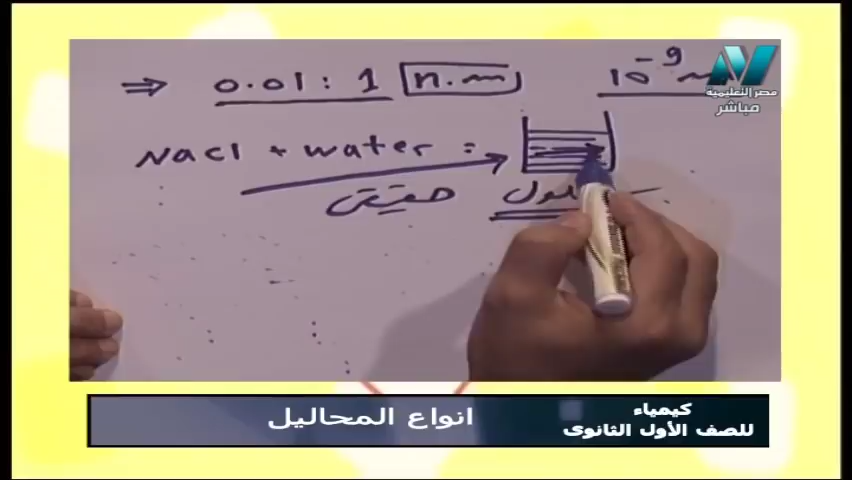 ⇒ 0.01 : 1 n.m 10⁻⁹ m
مصر التعليمية
مباشر
NaCl + water :
محلول حقيقى
كيمياء
للصف الأول الثانوى
انواع المحاليل